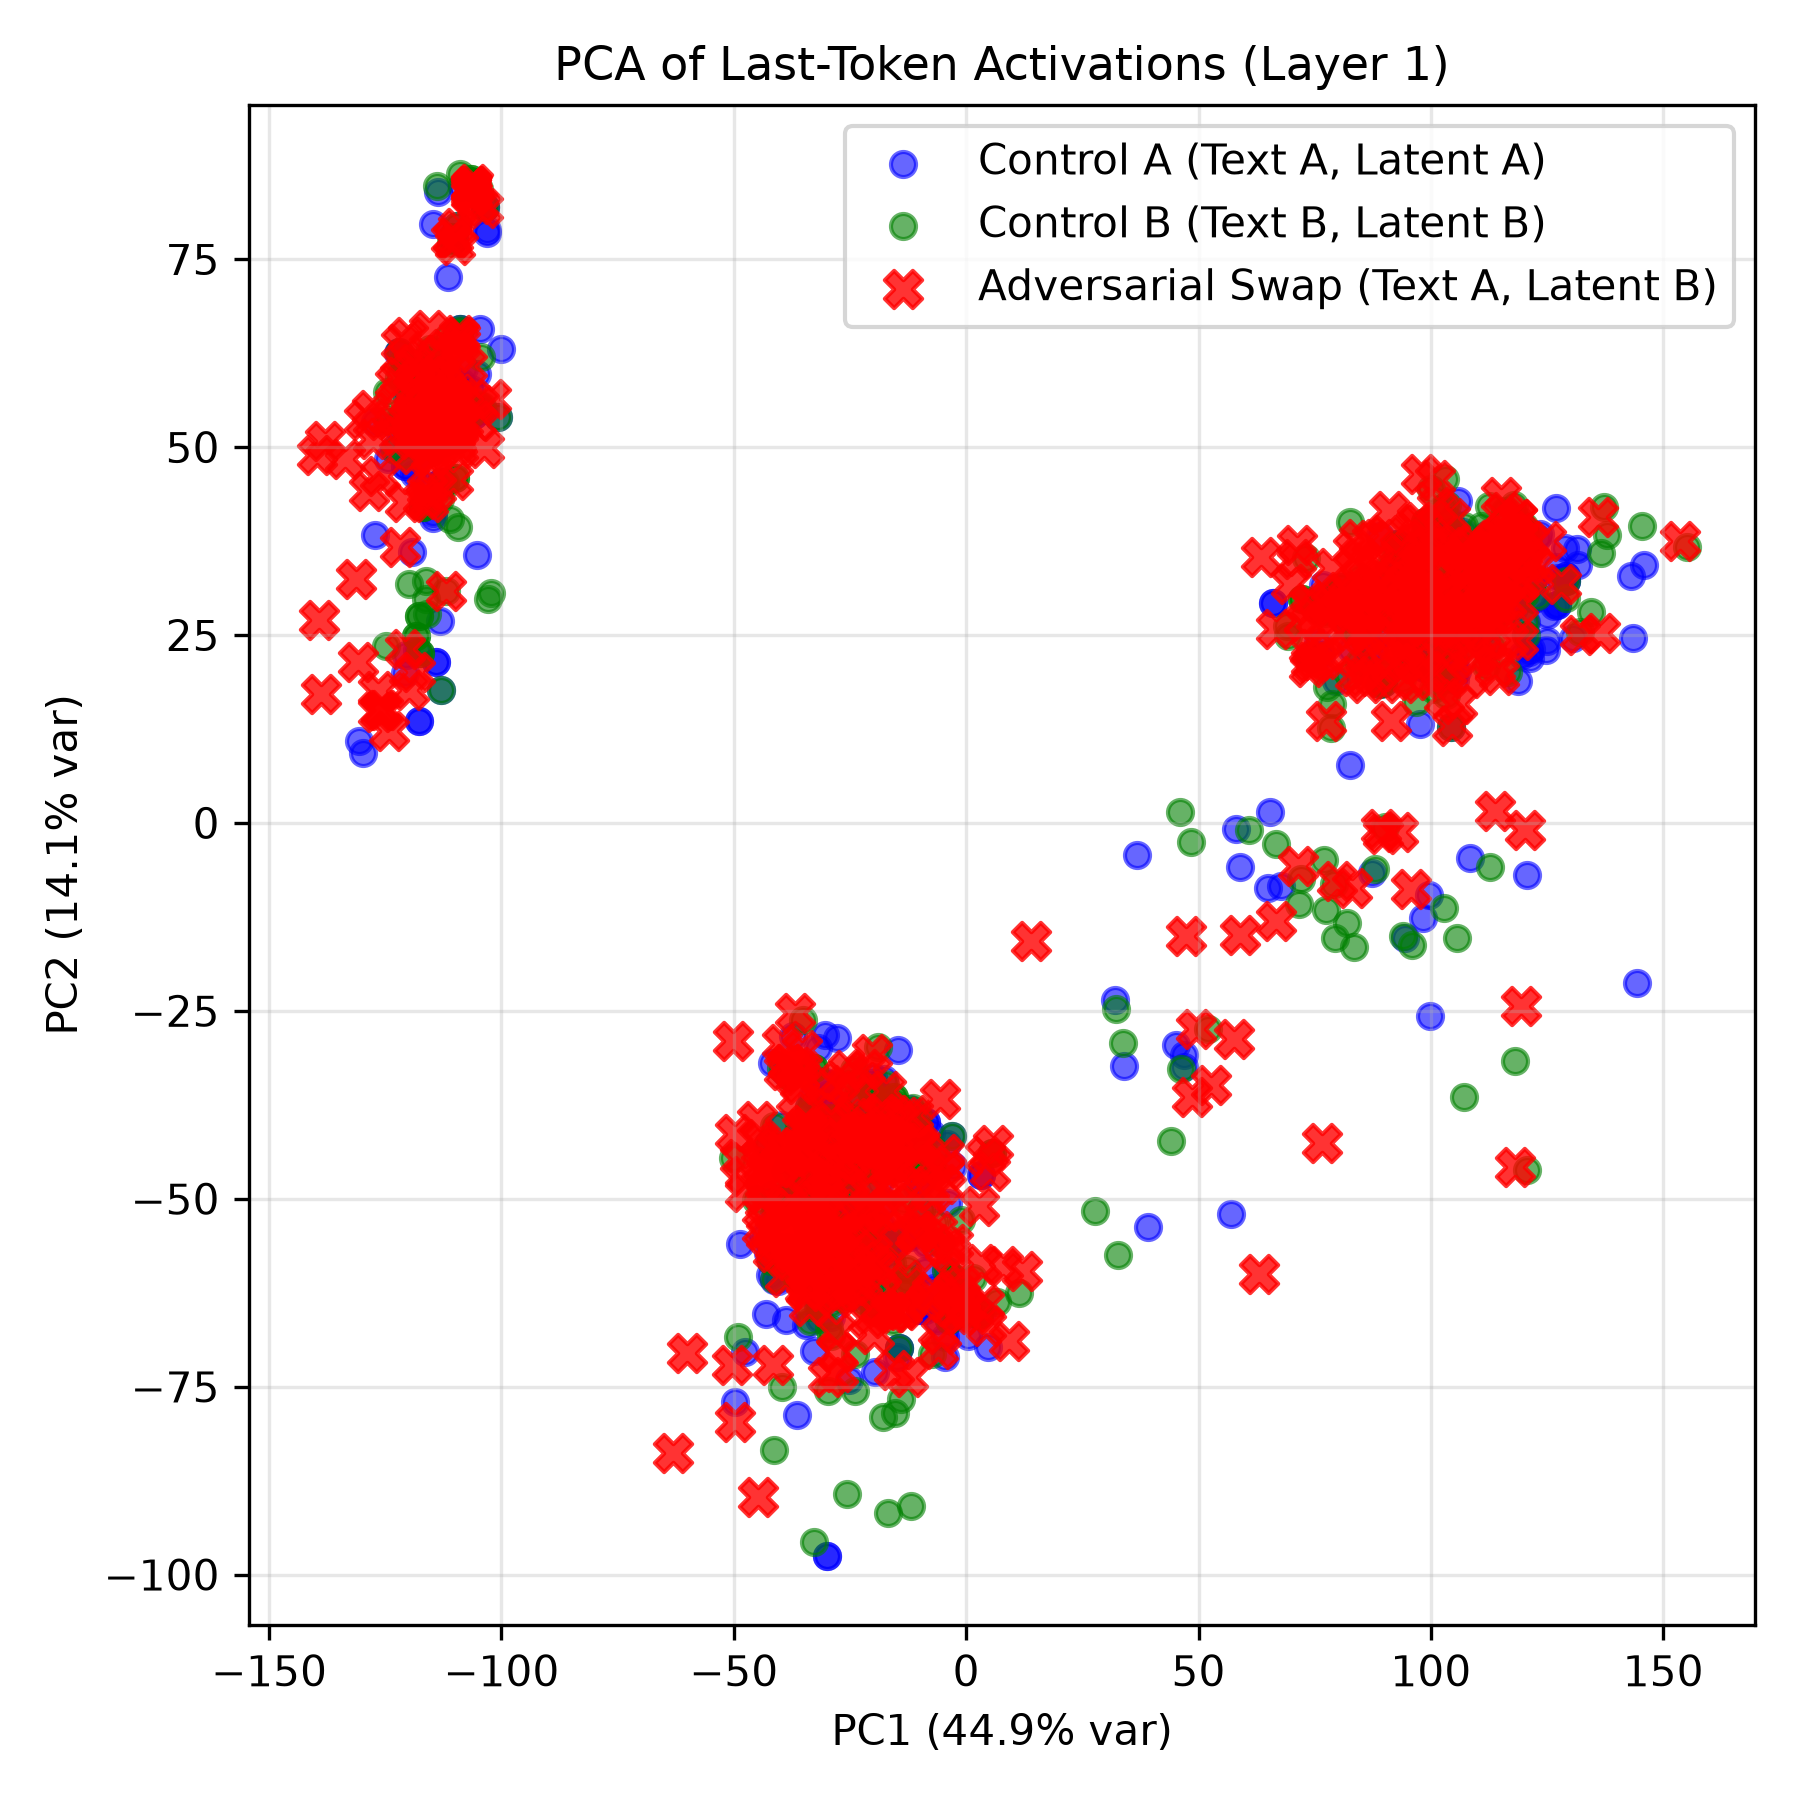 PCA of Last-Token Activations (Layer 1)
Control A (Text A, Latent A)
Control B (Text B, Latent B)
Adversarial Swap (Text A, Latent B)
75
50
25
0
−25
−50
−75
−100
PC2 (14.1% var)
−150
−100
−50
0
50
100
150
PC1 (44.9% var)